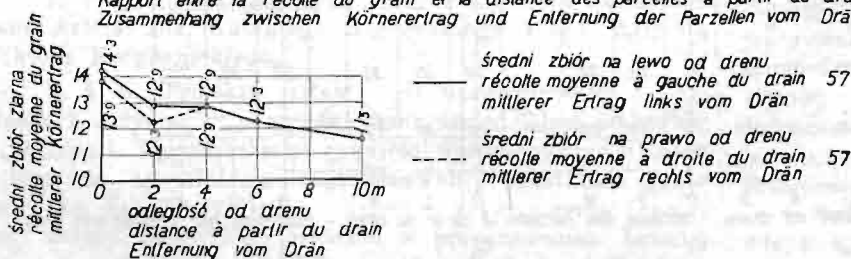 Rapport entre la récolte du grain et la distance des parcelles à partir du
Zusammenhang zwischen Körnerertrag und Entfernung der Parzellen vom
średni zbiór ziarna
récolte moyenne du grain
mittlerer Körnerertrag
14
13
12
11
10
14·3
13·9
12·9
12·3
12·9
12·9
12·3
11·5
0 2 4 6 8 10m
odległość od drenu
distance à partir du drain
Entfernung vom Drän
średni zbiór na lewo od drenu
récolte moyenne à gauche du drain 57
mittlerer Ertrag links vom Drän
średni zbiór na prawo od drenu
récolte moyenne à droite du drain 57
mittlerer Ertrag rechts vom Drän